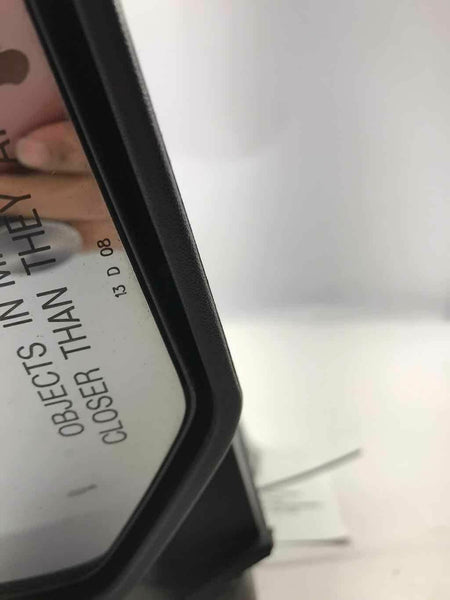 OBJECTS IN
CLOSER THAN THEY
13 D 08